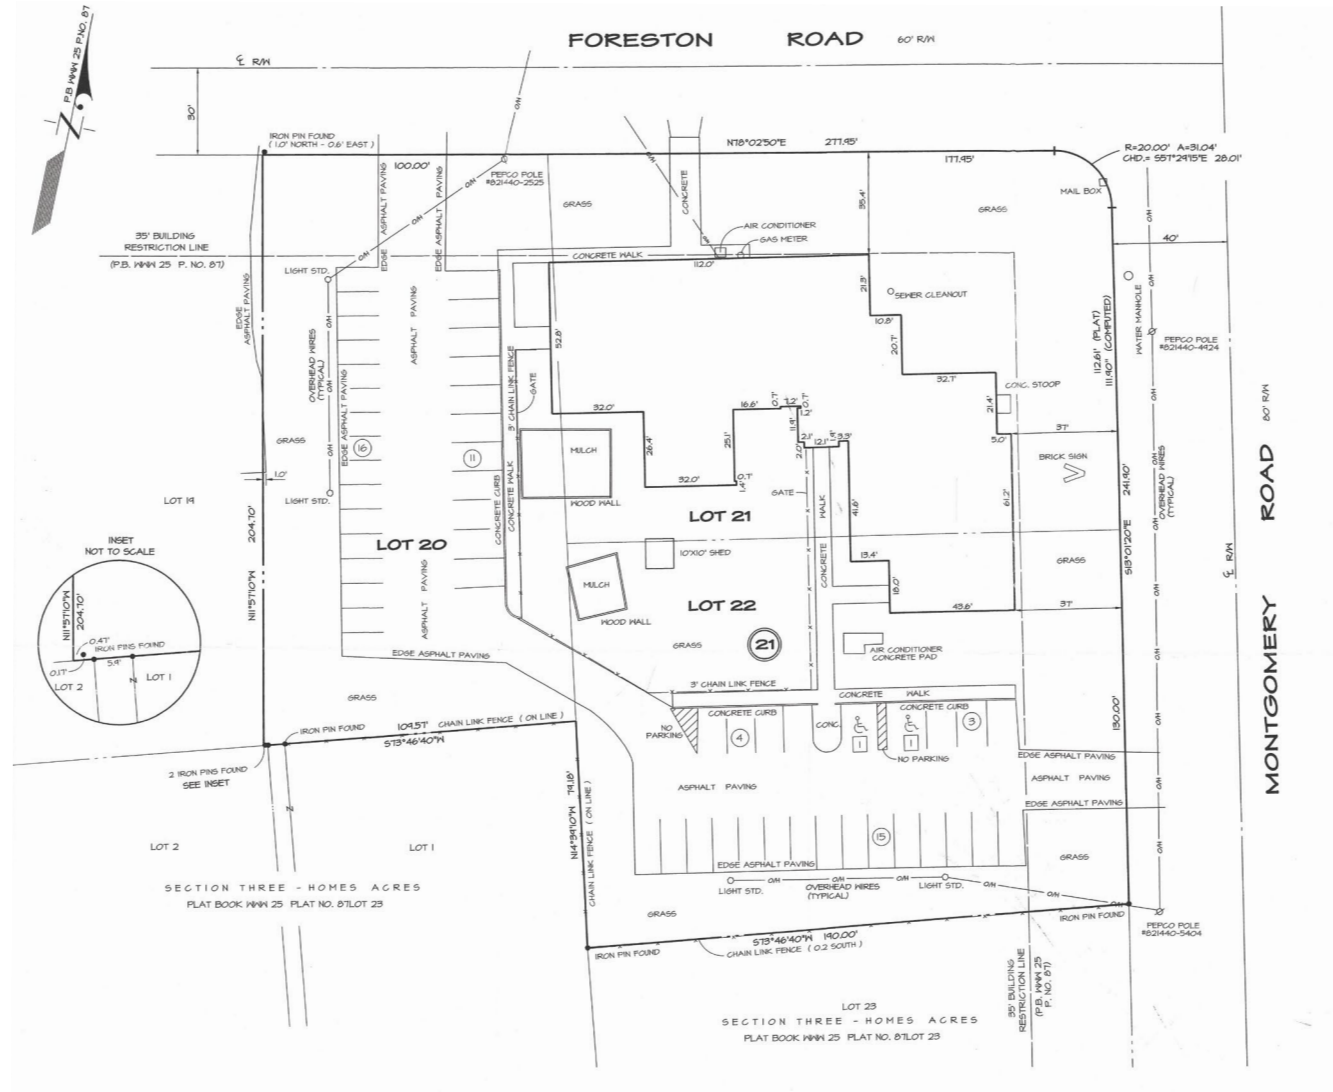 P.B WWW 25 P.NO. 87
FORESTON ROAD 60' R/W
℄ R/W
30'
IRON PIN FOUND
(1.0' NORTH - 0.6' EAST)
100.00'
N78°02'50"E 277.95'
177.95'
R=20.00' A=31.04'
CHD.= S57°29'15"E 28.01'
O/H
PEPCO POLE
#821440-2525
EDGE ASPHALT PAVING
EDGE ASPHALT PAVING
GRASS
CONCRETE
35.4'
GRASS
MAIL BOX
O/H
35' BUILDING
RESTRICTION LINE
(P.B. WWW 25 P. NO. 87)
AIR CONDITIONER
GAS METER
CONCRETE WALK
112.0'
40'
LIGHT STD.
EDGE
ASPHALT PAVING
OVERHEAD WIRES
(TYPICAL)
ASPHALT PAVING
52.8'
21.3'
SEWER CLEANOUT
10.8'
20.7'
32.7'
21.4'
CONC. STOOP
5.0'
WATER MANHOLE
112.61' (PLAT)
111.90" (COMPUTED)
PEPCO POLE
#821440-4924
3' CHAIN LINK FENCE
GATE
32.0'
26.4'
32.0'
25.1'
16.6'
0.7'
7.2'
0.7'
1.2'
11.9'
2.1'
2.0'
12.1'
1.9'
3.3'
0.7'
1.4'
37'
EDGE ASPHALT PAVING
GRASS
16
11
MULCH
WOOD WALL
BRICK SIGN
1.0'
LIGHT STD.
LOT 19
204.70'
N11°57'10"W
CONCRETE CURB
CONCRETE WALK
GATE
WALK
CONCRETE
41.6'
61.2'
241.90'
S13°01'20"E
OVERHEAD WIRES
(TYPICAL)
MONTGOMERY ROAD 80' R/W
℄ R/W
LOT 20
LOT 21
10'X10' SHED
13.4'
18.0'
43.6'
GRASS
37'
INSET
NOT TO SCALE
N11°57'10"W
204.70'
0.47'
IRON PINS FOUND
0.17'
5.9'
LOT 2
N
LOT 1
ASPHALT PAVING
MULCH
WOOD WALL
LOT 22
21
GRASS
AIR CONDITIONER
CONCRETE PAD
EDGE ASPHALT PAVING
3' CHAIN LINK FENCE
CONCRETE WALK
GRASS
130.00'
IRON PIN FOUND
109.57' CHAIN LINK FENCE (ON LINE)
S73°46'40"W
NO
PARKING
CONCRETE CURB
4
CONC.
1
1
CONCRETE CURB
3
NO PARKING
2 IRON PINS FOUND
SEE INSET
EDGE ASPHALT PAVING
ASPHALT PAVING
EDGE ASPHALT PAVING
ASPHALT PAVING
N14°39'10"W 79.18'
CHAIN LINK FENCE (ON LINE)
N
LOT 2
LOT 1
15
EDGE ASPHALT PAVING
GRASS
SECTION THREE - HOMES ACRES
PLAT BOOK WWW 25 PLAT NO. 87LOT 23
LIGHT STD.
OVERHEAD WIRES
(TYPICAL)
LIGHT STD.
GRASS
IRON PIN FOUND
PEPCO POLE
#821440-5404
S73°46'40"W 190.00'
IRON PIN FOUND
CHAIN LINK FENCE (0.2 SOUTH)
35' BUILDING
RESTRICTION LINE
(P.B. WWW 25
P. NO. 87)
LOT 23
SECTION THREE - HOMES ACRES
PLAT BOOK WWW 25 PLAT NO. 87LOT 23